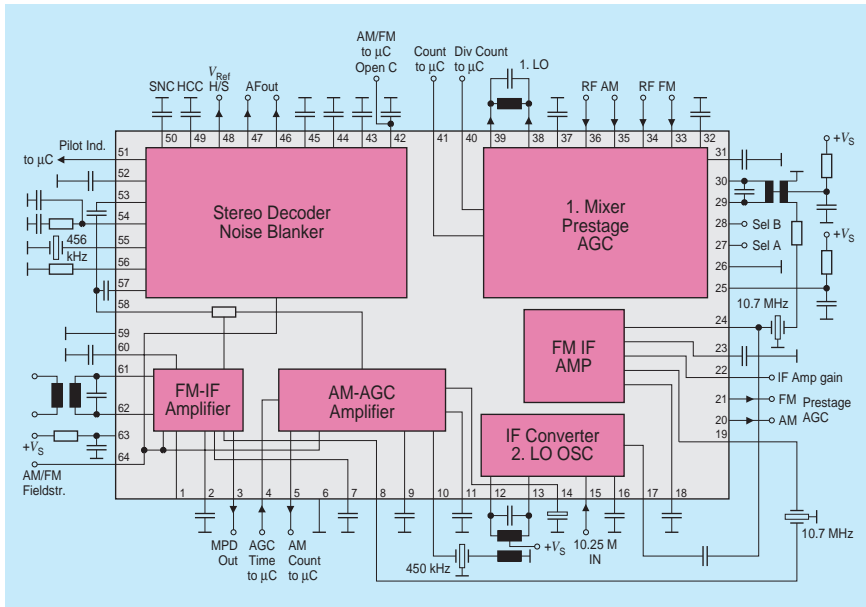 AM/FM
to µC
Open C
Count
to µC
Div Count
to µC
1. LO
VRef
H/S
SNC
HCC
AFout
RF AM
RF FM
50
49
48
47
46
45
44
43
42
41
40
39
38
37
36
35
34
33
32
Pilot Ind.
to µC
51
52
53
54
55
56
57
58
59
60
61
62
63
64
456
kHz
+VS
AM/FM
Fieldstr.
Stereo Decoder
Noise Blanker
1. Mixer
Prestage
AGC
FM IF
AMP
FM-IF
Amplifier
AM-AGC
Amplifier
IF Converter
2. LO OSC
31
30
29
28
27
26
25
24
23
22
21
20
19
+VS
Sel B
Sel A
+VS
10.7 MHz
IF Amp gain
FM
Prestage
AGC
AM
1
2
3
4
5
6
7
8
9
10
11
12
13
14
15
16
17
18
MPD
Out
AGC
Time
to µC
AM
Count
to µC
450 kHz
+VS
10.25 M
IN
10.7 MHz